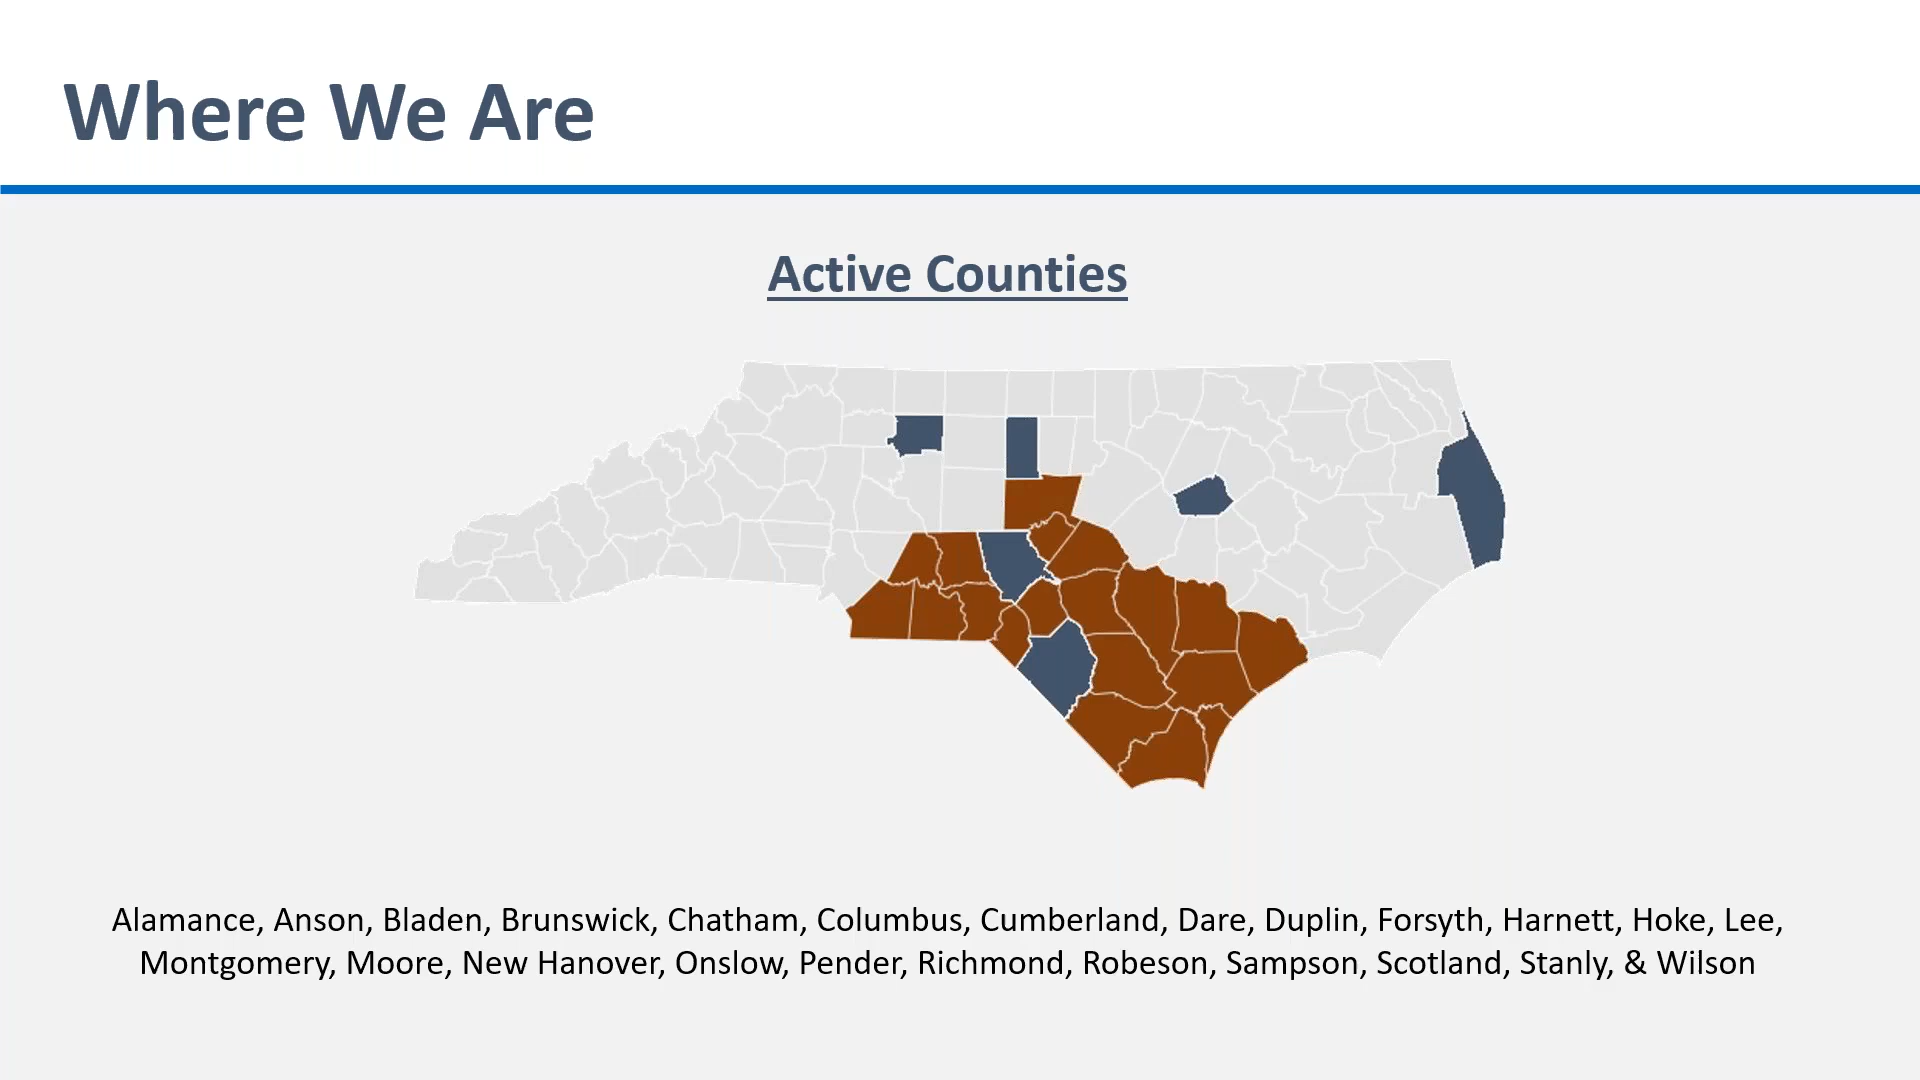 Where We Are
Active Counties
Alamance, Anson, Bladen, Brunswick, Chatham, Columbus, Cumberland, Dare, Duplin, Forsyth, Harnett, Hoke, Lee,
Montgomery, Moore, New Hanover, Onslow, Pender, Richmond, Robeson, Sampson, Scotland, Stanly, & Wilson